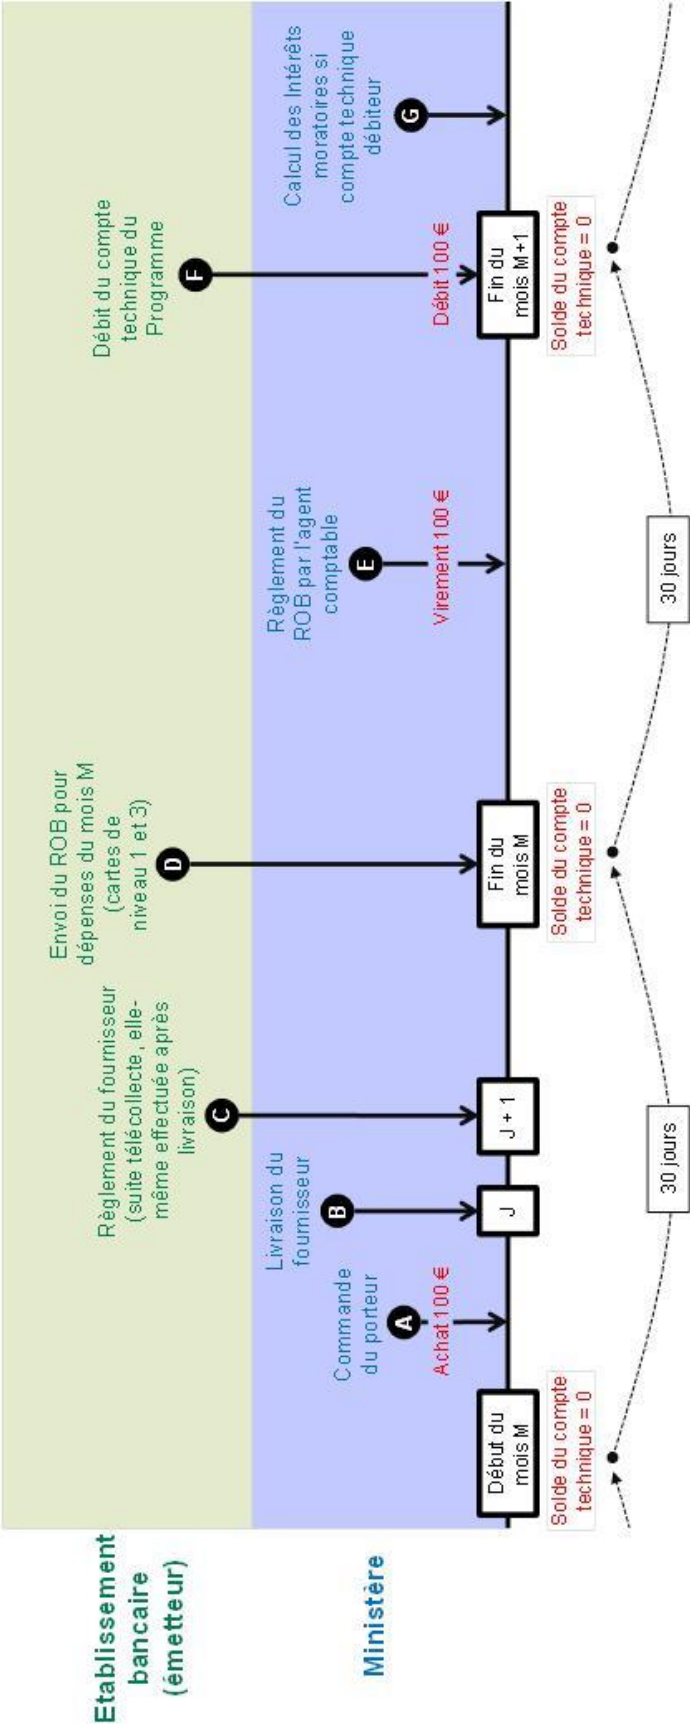 Etablissement
bancaire
(émetteur)
Règlement du fournisseur
(suite télécollecte, elle-
même effectuée après
livraison)
C
Envoi du ROB pour
dépenses du mois M
(cartes de
niveau 1 et 3)
D
Débit du compte
technique du
Programme
F
Ministère
Commande
du porteur
A
Achat 100 €
Livraison du
fournisseur
B
Règlement du
ROB par l'agent
comptable
E
Virement 100 €
Débit 100 €
Calcul des Intérêts
moratoires si
compte technique
débiteur
G
Début du
mois M
J
J + 1
Fin du
mois M
Fin du
mois M+1
Solde du compte
technique = 0
Solde du compte
technique = 0
Solde du compte
technique = 0
30 jours
30 jours